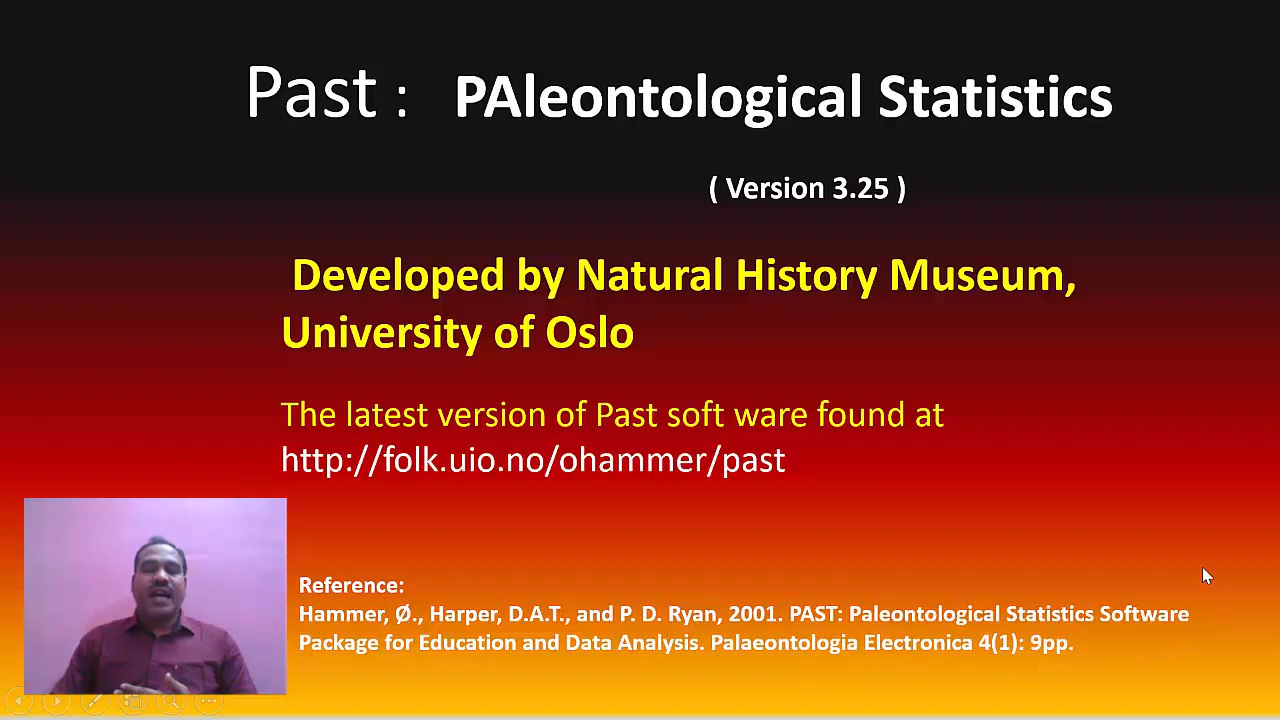 Past : PAleontological Statistics
( Version 3.25 )
Developed by Natural History Museum,
University of Oslo
The latest version of Past soft ware found at
http://folk.uio.no/ohammer/past
Reference:
Hammer, Ø., Harper, D.A.T., and P. D. Ryan, 2001. PAST: Paleontological Statistics Software
Package for Education and Data Analysis. Palaeontologia Electronica 4(1): 9pp.